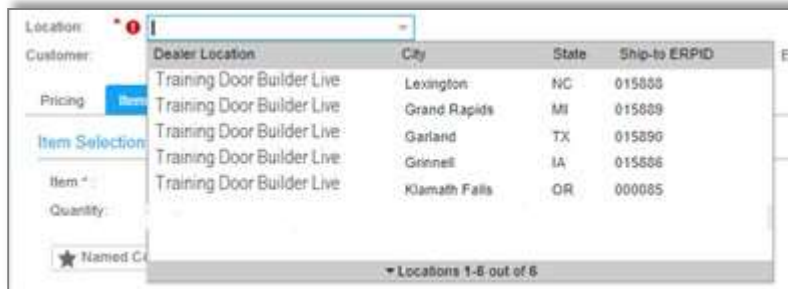 Location: *
Customer:
Dealer Location City State Ship-to ERPID
Training Door Builder Live Lexington NC 015888
Training Door Builder Live Grand Rapids MI 015889
Training Door Builder Live Garland TX 015890
Training Door Builder Live Grinnell IA 015886
Training Door Builder Live Klamath Falls OR 000085
Pricing Item
Item Selection
Item * :
Quantity:
Named Co
Locations 1-6 out of 6